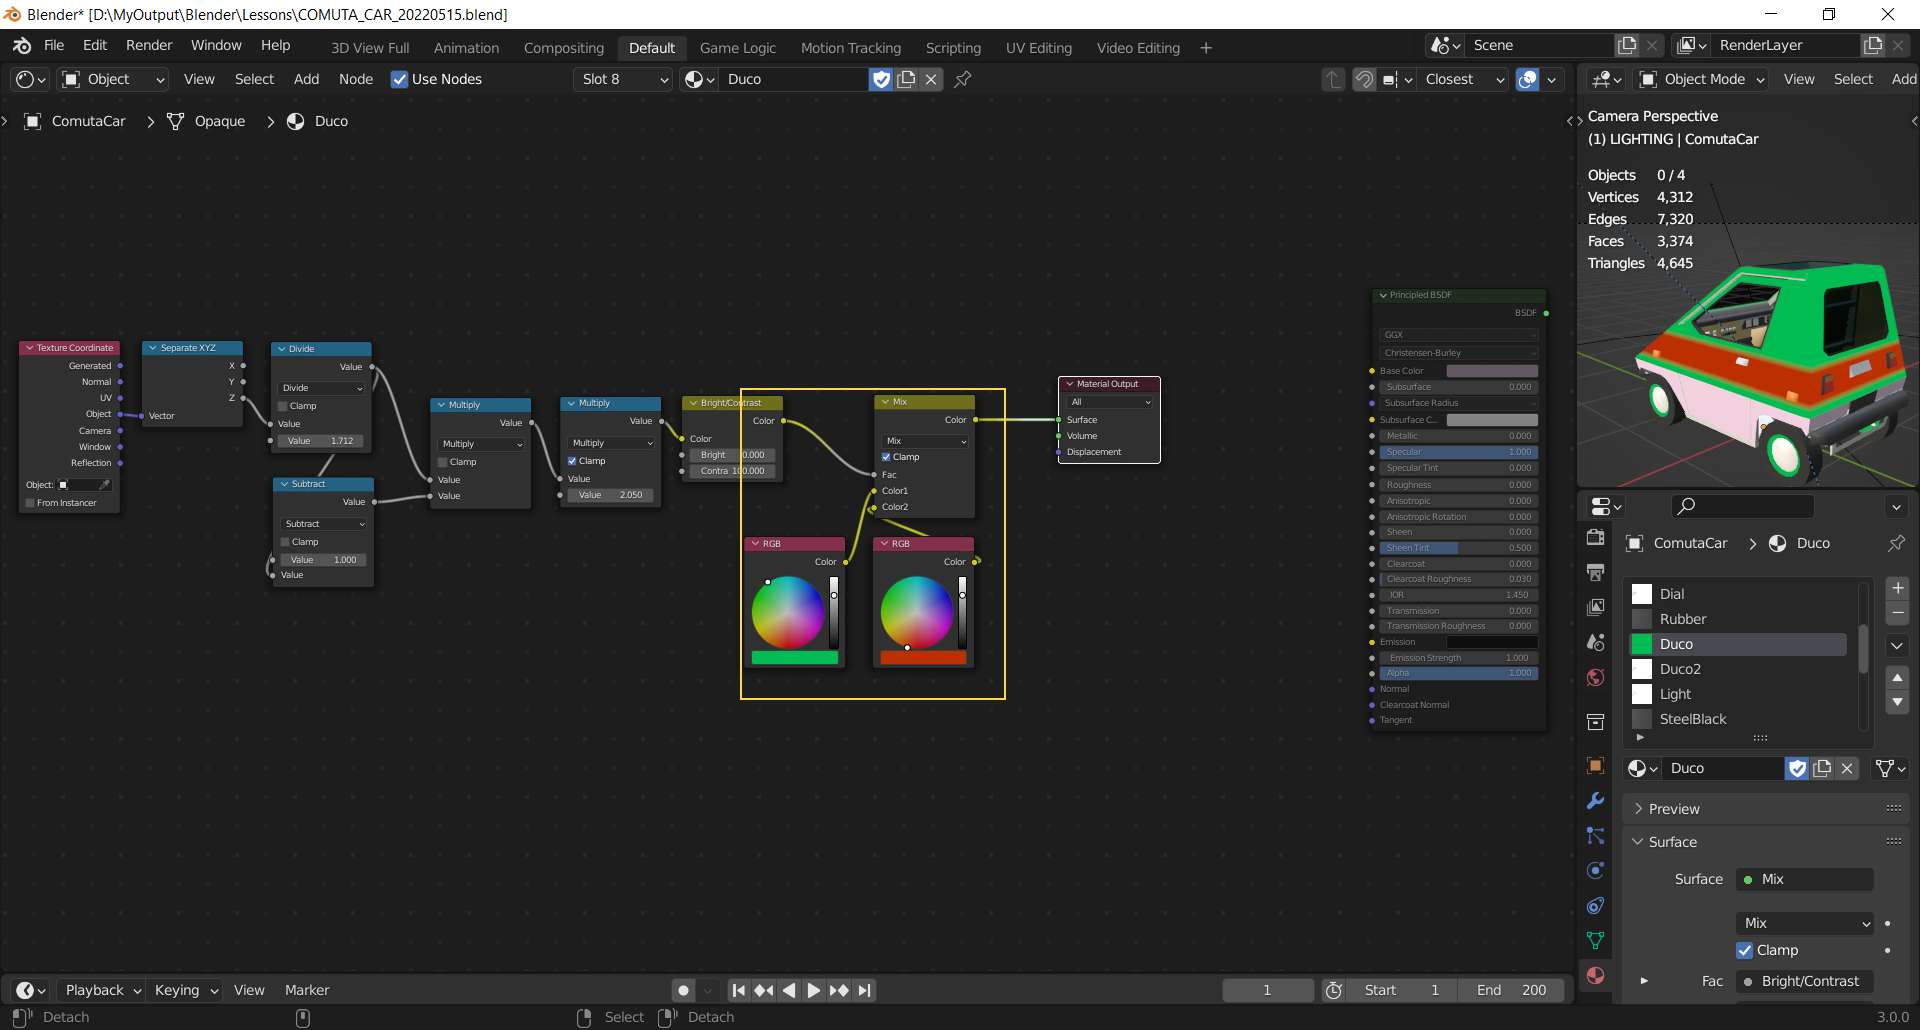 Blender* [D:\MyOutput\Blender\Lessons\COMUTA_CAR_20220515.blend]
File Edit Render Window Help 3D View Full Animation Compositing Default Game Logic Motion Tracking Scripting UV Editing Video Editing + Scene RenderLayer
Object View Select Add Node Use Nodes Slot 8 Duco Closest Object Mode View Select Add
ComutaCar > Opaque > Duco
Camera Perspective
(1) LIGHTING | ComutaCar
Objects 0 / 4
Vertices 4,312
Edges 7,320
Faces 3,374
Triangles 4,645
Texture Coordinate
Generated
Normal
UV
Object
Camera
Window
Reflection
Object:
From Instancer
Separate XYZ
X
Y
Z
Vector
Divide
Value
Divide
Clamp
Value
Value 1.712
Subtract
Value
Subtract
Clamp
Value 1.000
Value
Multiply
Value
Multiply
Clamp
Value
Value
Multiply
Value
Multiply
Clamp
Value
Value 2.050
Bright/Contrast
Color
Color
Bright 0.000
Contra 100.000
Mix
Color
Mix
Clamp
Fac
Color1
Color2
RGB
Color
RGB
Color
Material Output
All
Surface
Volume
Displacement
Principled BSDF
BSDF
GGX
Christensen-Burley
Base Color
Subsurface 0.000
Subsurface Radius
Subsurface C...
Metallic 0.000
Specular 1.000
Specular Tint 0.000
Roughness 0.000
Anisotropic 0.000
Anisotropic Rotation 0.000
Sheen 0.000
Sheen Tint 0.500
Clearcoat 0.000
Clearcoat Roughness 0.030
IOR 1.450
Transmission 0.000
Transmission Roughness 0.000
Emission
Emission Strength 1.000
Alpha 1.000
Normal
Clearcoat Normal
Tangent
ComutaCar > Duco
Dial
Rubber
Duco
Duco2
Light
SteelBlack
Duco
Preview
Surface
Surface Mix
Mix
Clamp
Fac Bright/Contrast
Playback Keying View Marker 1 Start 1 End 200
Detach Select Detach 3.0.0